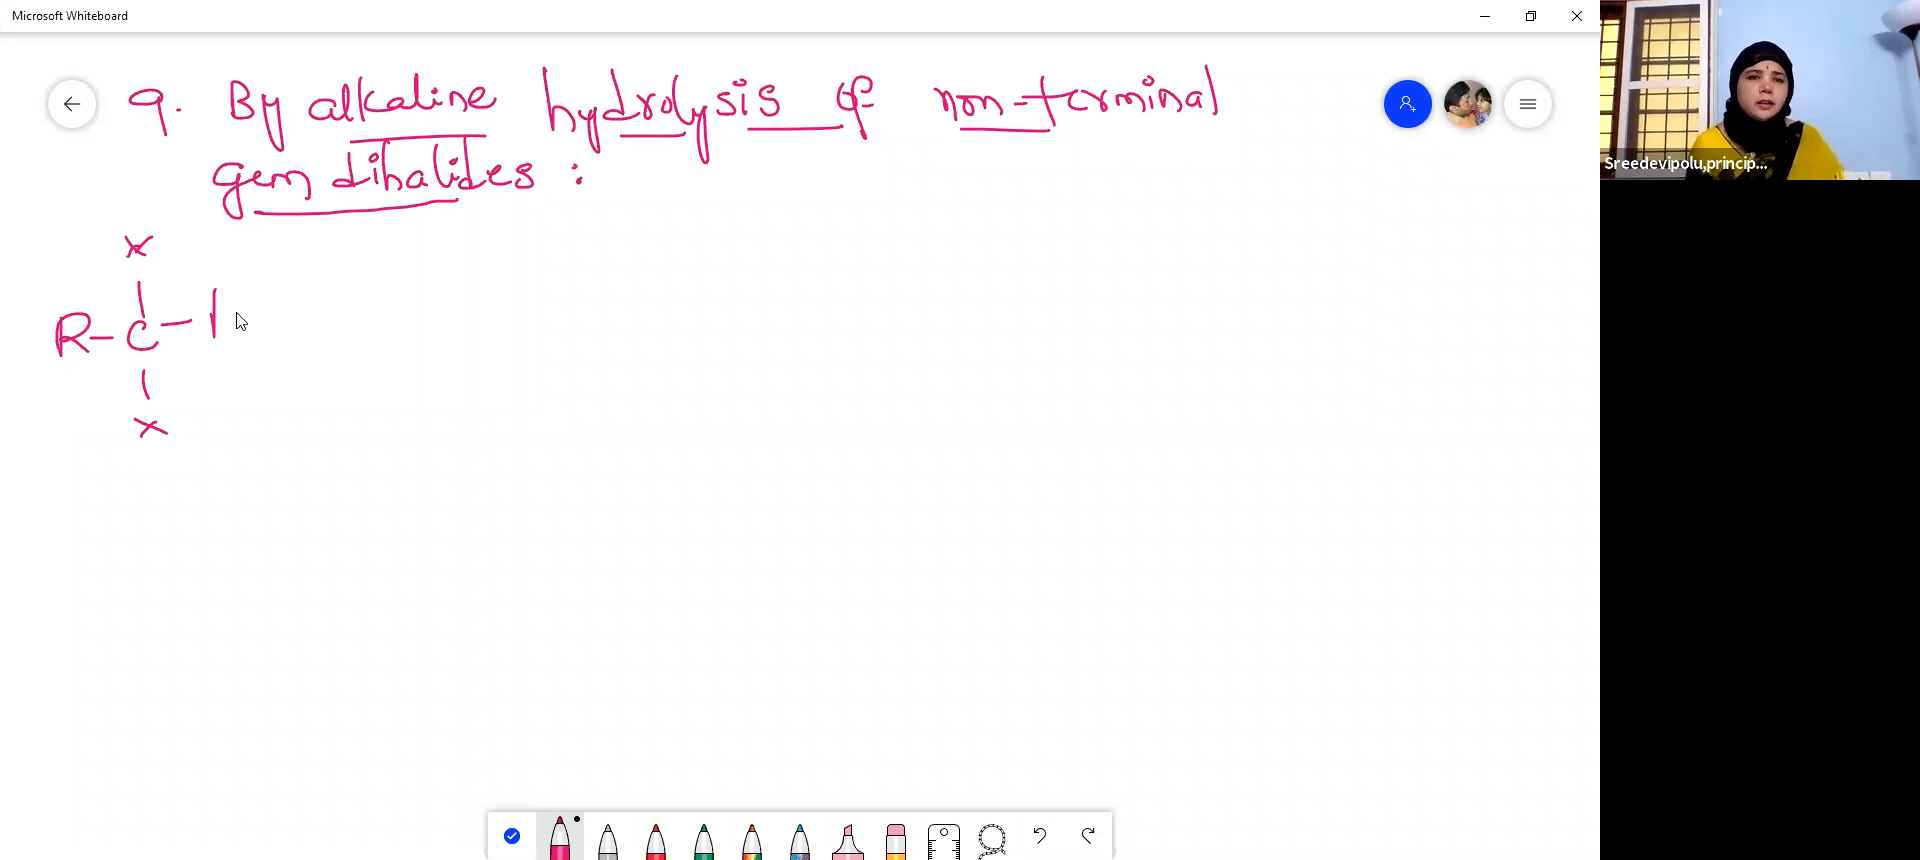 Microsoft Whiteboard
9. By alkaline hydrolysis of non-terminal
gem dihalides :
X
R-C-
X
Sreedevipolu,princip...